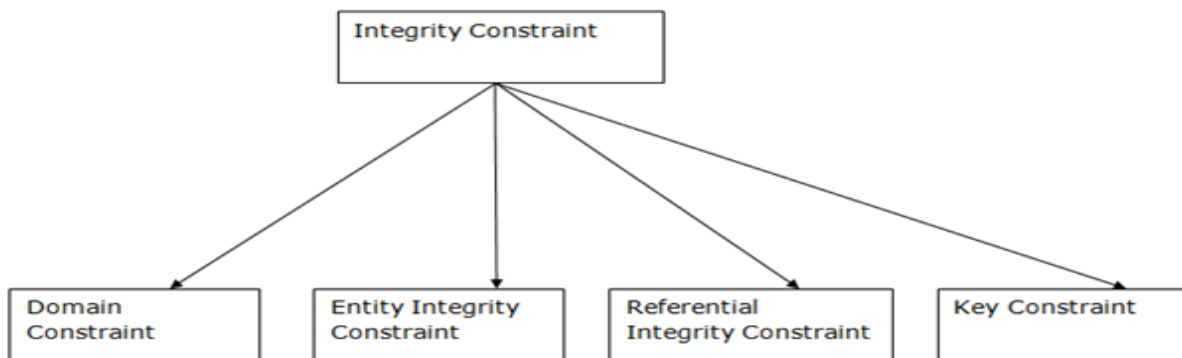 Integrity Constraint
Domain
Constraint
Entity Integrity
Constraint
Referential
Integrity Constraint
Key Constraint